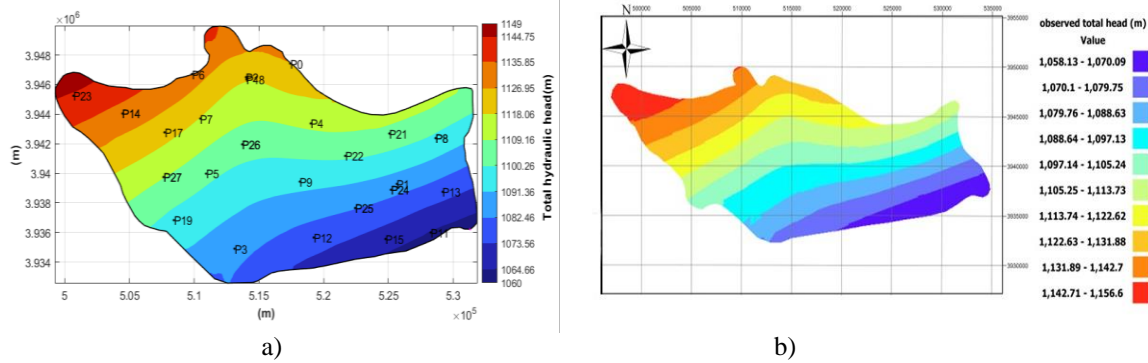 ×10⁶
3.948
3.946
3.944
3.942
3.94
3.938
3.936
3.934
(m)
P23
P14
P17
P6
P7
P0
P4
P21
P8
P26
P22
P27
P5
P9
P24
P13
P25
P19
P3
P12
P15
5
5.05
5.1
5.15
5.2
5.25
5.3
×10⁵
(m)
1149
1144.75
1135.85
1126.95
1118.06
1109.16
1100.26
1091.36
1082.46
1073.56
1064.66
1060
Total hydraulic head(m)
a)
N
500000 505000 510000 515000 520000 525000 530000 535000
3955000
3950000
3945000
3940000
3935000
3930000
observed total head (m)
Value
1,058.13 - 1,070.09
1,070.1 - 1,079.75
1,079.76 - 1,088.63
1,088.64 - 1,097.13
1,097.14 - 1,105.24
1,105.25 - 1,113.73
1,113.74 - 1,122.62
1,122.63 - 1,131.88
1,131.89 - 1,142.7
1,142.71 - 1,156.6
b)